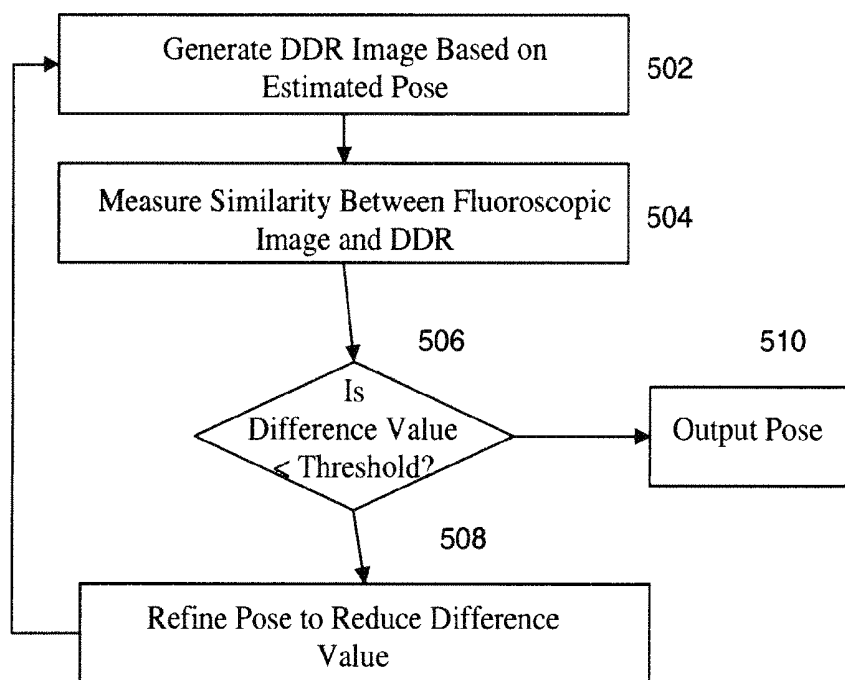 Generate DDR Image Based on
Estimated Pose
502
Measure Similarity Between Fluoroscopic
Image and DDR
504
506
Is
Difference Value
≤ Threshold?
510
Output Pose
508
Refine Pose to Reduce Difference
Value